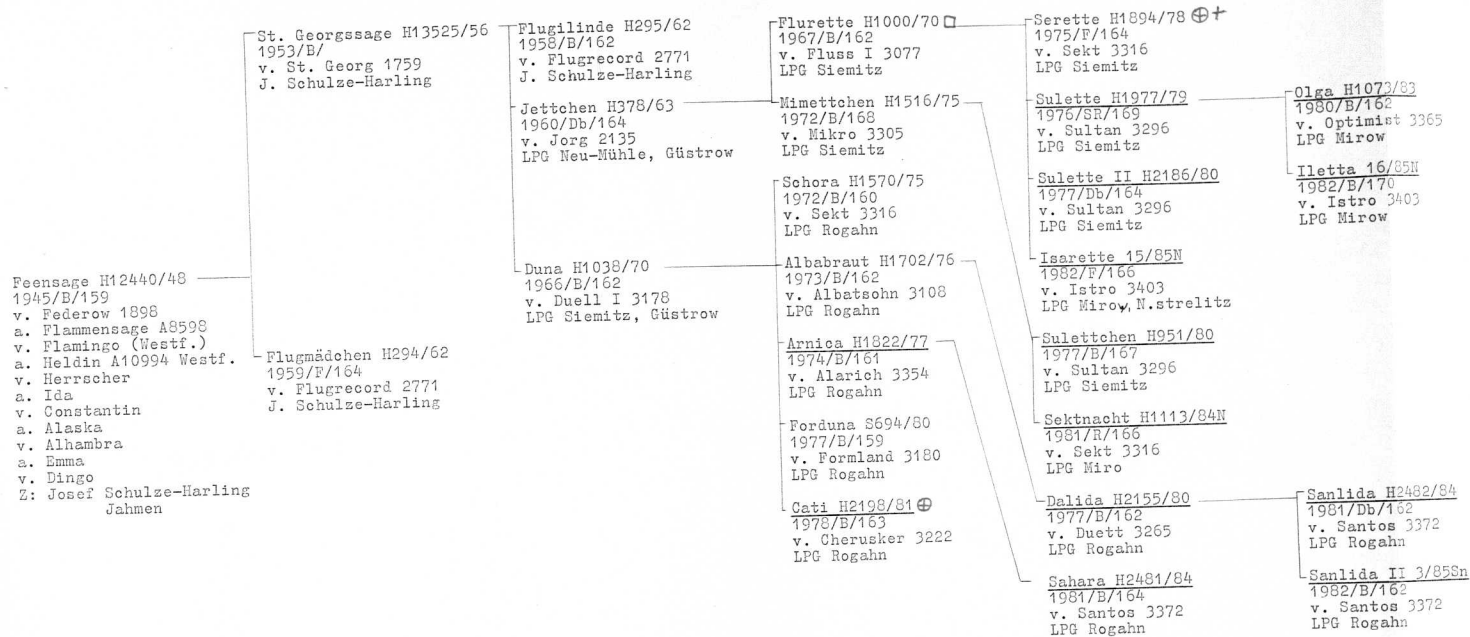 Feensage H12440/48
1945/B/159
v. Federow 1898
a. Flammensage A8598
v. Flamingo (Westf.)
a. Heldin A10994 Westf.
v. Herrscher
a. Ida
v. Constantin
a. Alaska
v. Alhambra
a. Emma
v. Dingo
Z: Josef Schulze-Harling
Jahmen
St. Georgssage H13525/56
1953/B/
v. St. Georg 1759
J. Schulze-Harling
Flugmädchen H294/62
1959/F/164
v. Flugrecord 2771
J. Schulze-Harling
Flugilinde H295/62
1958/B/162
v. Flugrecord 2771
J. Schulze-Harling
Jettchen H378/63
1960/Db/164
v. Jorg 2135
LPG Neu-Mühle, Güstrow
Duna H1038/70
1966/B/162
v. Duell I 3178
LPG Siemitz, Güstrow
Flurette H1000/70
1967/B/162
v. Fluss I 3077
LPG Siemitz
Mimettchen H1516/75
1972/B/168
v. Mikro 3305
LPG Siemitz
Schora H1570/75
1972/B/160
v. Sekt 3316
LPG Rogahn
Albabraut H1702/76
1973/B/162
v. Albatsohn 3108
LPG Rogahn
Arnica H1822/77
1974/B/161
v. Alarich 3354
LPG Rogahn
Forduna S694/80
1977/B/159
v. Formland 3180
LPG Rogahn
Cati H2198/81
1978/B/163
v. Cherusker 3222
LPG Rogahn
Serette H1894/78
1975/F/164
v. Sekt 3316
LPG Siemitz
Sulette H1977/79
1976/SR/169
v. Sultan 3296
LPG Siemitz
Sulette II H2186/80
1977/Db/164
v. Sultan 3296
LPG Siemitz
Isarette 15/85N
1982/F/166
v. Istro 3403
LPG Mirow, N.strelitz
Sulettchen H951/80
1977/B/167
v. Sultan 3296
LPG Siemitz
Sektnacht H1113/84N
1981/R/166
v. Sekt 3316
LPG Miro
Dalida H2155/80
1977/B/162
v. Duett 3265
LPG Rogahn
Sahara H2481/84
1981/B/164
v. Santos 3372
LPG Rogahn
Olga H1073/83
1980/B/162
v. Optimist 3365
LPG Mirow
Iletta 16/85N
1982/B/170
v. Istro 3403
LPG Mirow
Sanlida H2482/84
1981/Db/162
v. Santos 3372
LPG Rogahn
Sanlida II 3/85Sn
1982/B/162
v. Santos 3372
LPG Rogahn